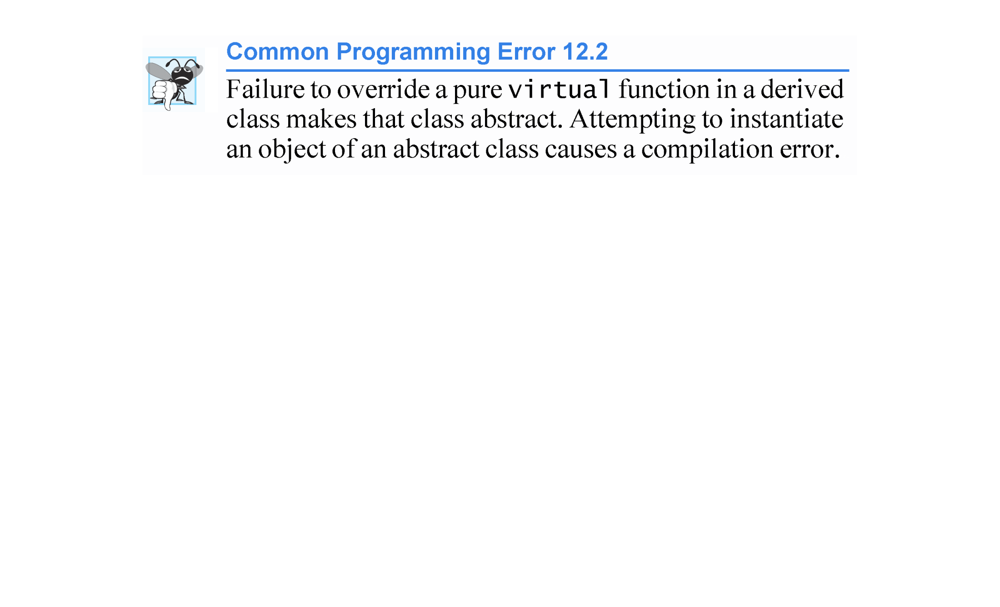 Common Programming Error 12.2
Failure to override a pure virtual function in a derived
class makes that class abstract. Attempting to instantiate
an object of an abstract class causes a compilation error.